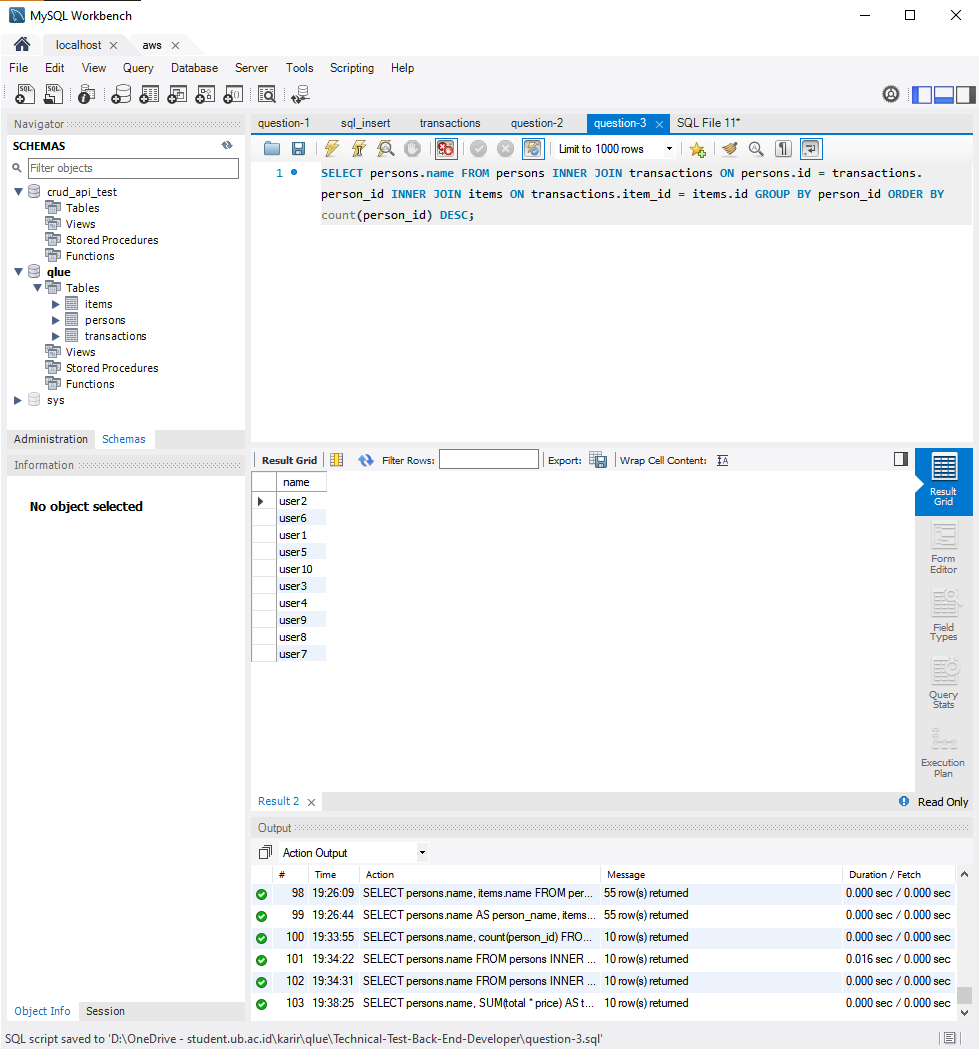 MySQL Workbench
localhost
aws
File Edit View Query Database Server Tools Scripting Help
Navigator
SCHEMAS
Filter objects
crud_api_test
Tables
Views
Stored Procedures
Functions
qlue
Tables
items
persons
transactions
Views
Stored Procedures
Functions
sys
Administration Schemas
Information
No object selected
Object Info Session
question-1 sql_insert transactions question-2 question-3 SQL File 11*
Limit to 1000 rows
1 SELECT persons.name FROM persons INNER JOIN transactions ON persons.id = transactions.
person_id INNER JOIN items ON transactions.item_id = items.id GROUP BY person_id ORDER BY
count(person_id) DESC;
Result Grid Filter Rows: Export: Wrap Cell Content:
name
user2
user6
user1
user5
user10
user3
user4
user9
user8
user7
Result
Grid
Form
Editor
Field
Types
Query
Stats
Execution
Plan
Result 2 Read Only
Output
Action Output
# Time Action Message Duration / Fetch
98 19:26:09 SELECT persons.name, items.name FROM per... 55 row(s) returned 0.000 sec / 0.000 sec
99 19:26:44 SELECT persons.name AS person_name, items... 55 row(s) returned 0.000 sec / 0.000 sec
100 19:33:55 SELECT persons.name, count(person_id) FRO... 10 row(s) returned 0.000 sec / 0.000 sec
101 19:34:22 SELECT persons.name FROM persons INNER ... 10 row(s) returned 0.016 sec / 0.000 sec
102 19:34:31 SELECT persons.name FROM persons INNER ... 10 row(s) returned 0.000 sec / 0.000 sec
103 19:38:25 SELECT persons.name, SUM(total * price) AS t... 10 row(s) returned 0.000 sec / 0.000 sec
SQL script saved to 'D:\OneDrive - student.ub.ac.id\karir\qlue\Technical-Test-Back-End-Developer\question-3.sql'